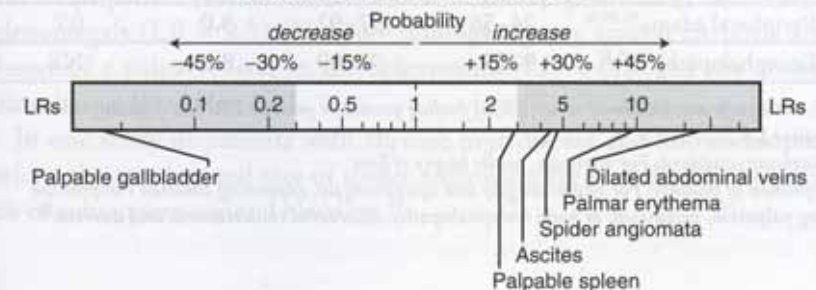 Probability
decrease increase
–45% –30% –15% +15% +30% +45%
LRs 0.1 0.2 0.5 1 2 5 10 LRs
Palpable gallbladder Dilated abdominal veins
Palmar erythema
Spider angiomata
Ascites
Palpable spleen